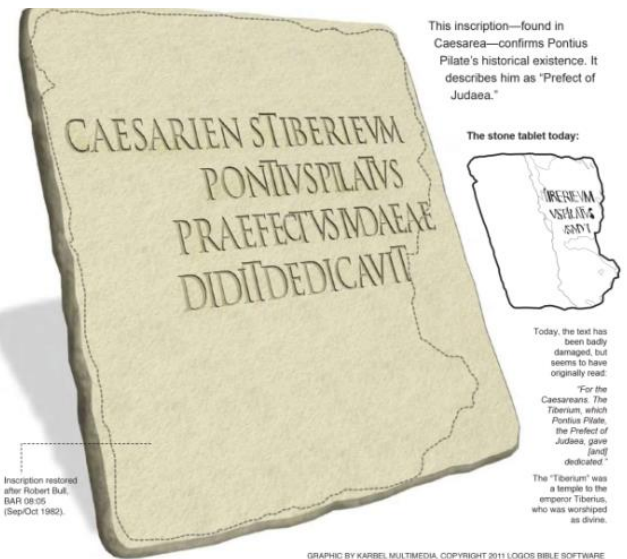 This inscription—found in
Caesarea—confirms Pontius
Pilate's historical existence. It
describes him as “Prefect of
Judaea.”
CAESARIEN STIBERIEVM
PONTIVSPILATVS
PRAEFECTVSIVDAEAE
DIDITDEDICAVIT
The stone tablet today:
Today, the text has
been badly
damaged, but
seems to have
originally read:
“For the
Caesareans. The
Tiberium, which
Pontius Pilate,
the Prefect of
Judaea, gave
[and]
dedicated.”
The “Tiberium” was
a temple to the
emperor Tiberius,
who was worshiped
as divine.
Inscription restored
after Robert Bull,
BAR 08:05
(Sep/Oct 1982).
GRAPHIC BY KARBEL MULTIMEDIA, COPYRIGHT 2011 LOGOS BIBLE SOFTWARE